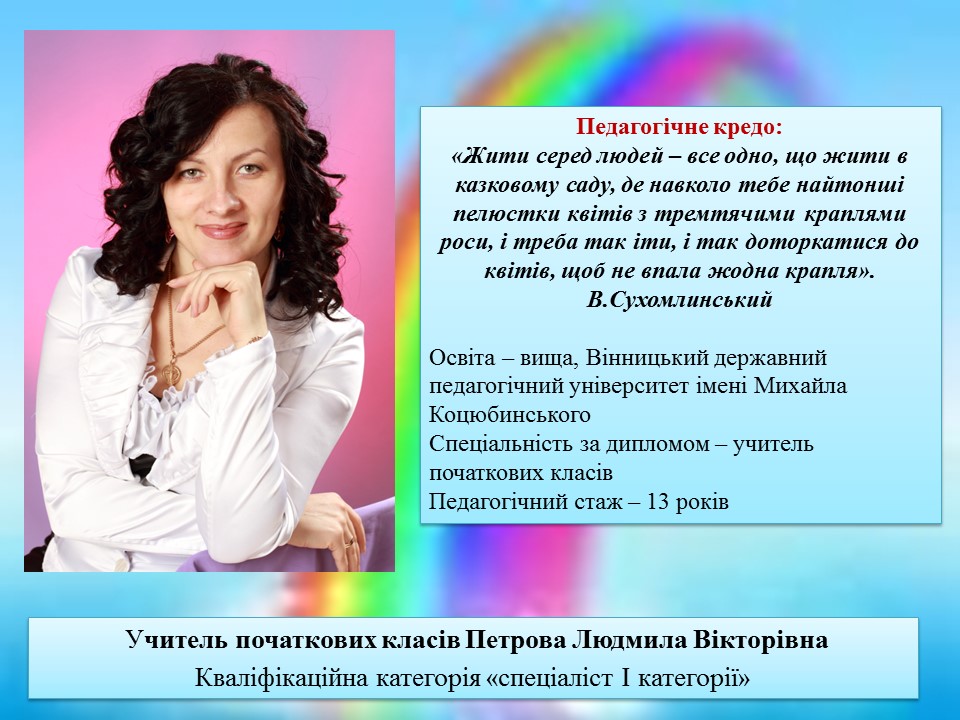 Педагогічне кредо:
«Жити серед людей – все одно, що жити в
казковому саду, де навколо тебе найтонші
пелюстки квітів з тремтячими краплями
роси, і треба так іти, і так доторкатися до
квітів, щоб не впала жодна крапля».
В.Сухомлинський
Освіта – вища, Вінницький державний
педагогічний університет імені Михайла
Коцюбинського
Спеціальність за дипломом – учитель
початкових класів
Педагогічний стаж – 13 років
Учитель початкових класів Петрова Людмила Вікторівна
Кваліфікаційна категорія «спеціаліст І категорії»